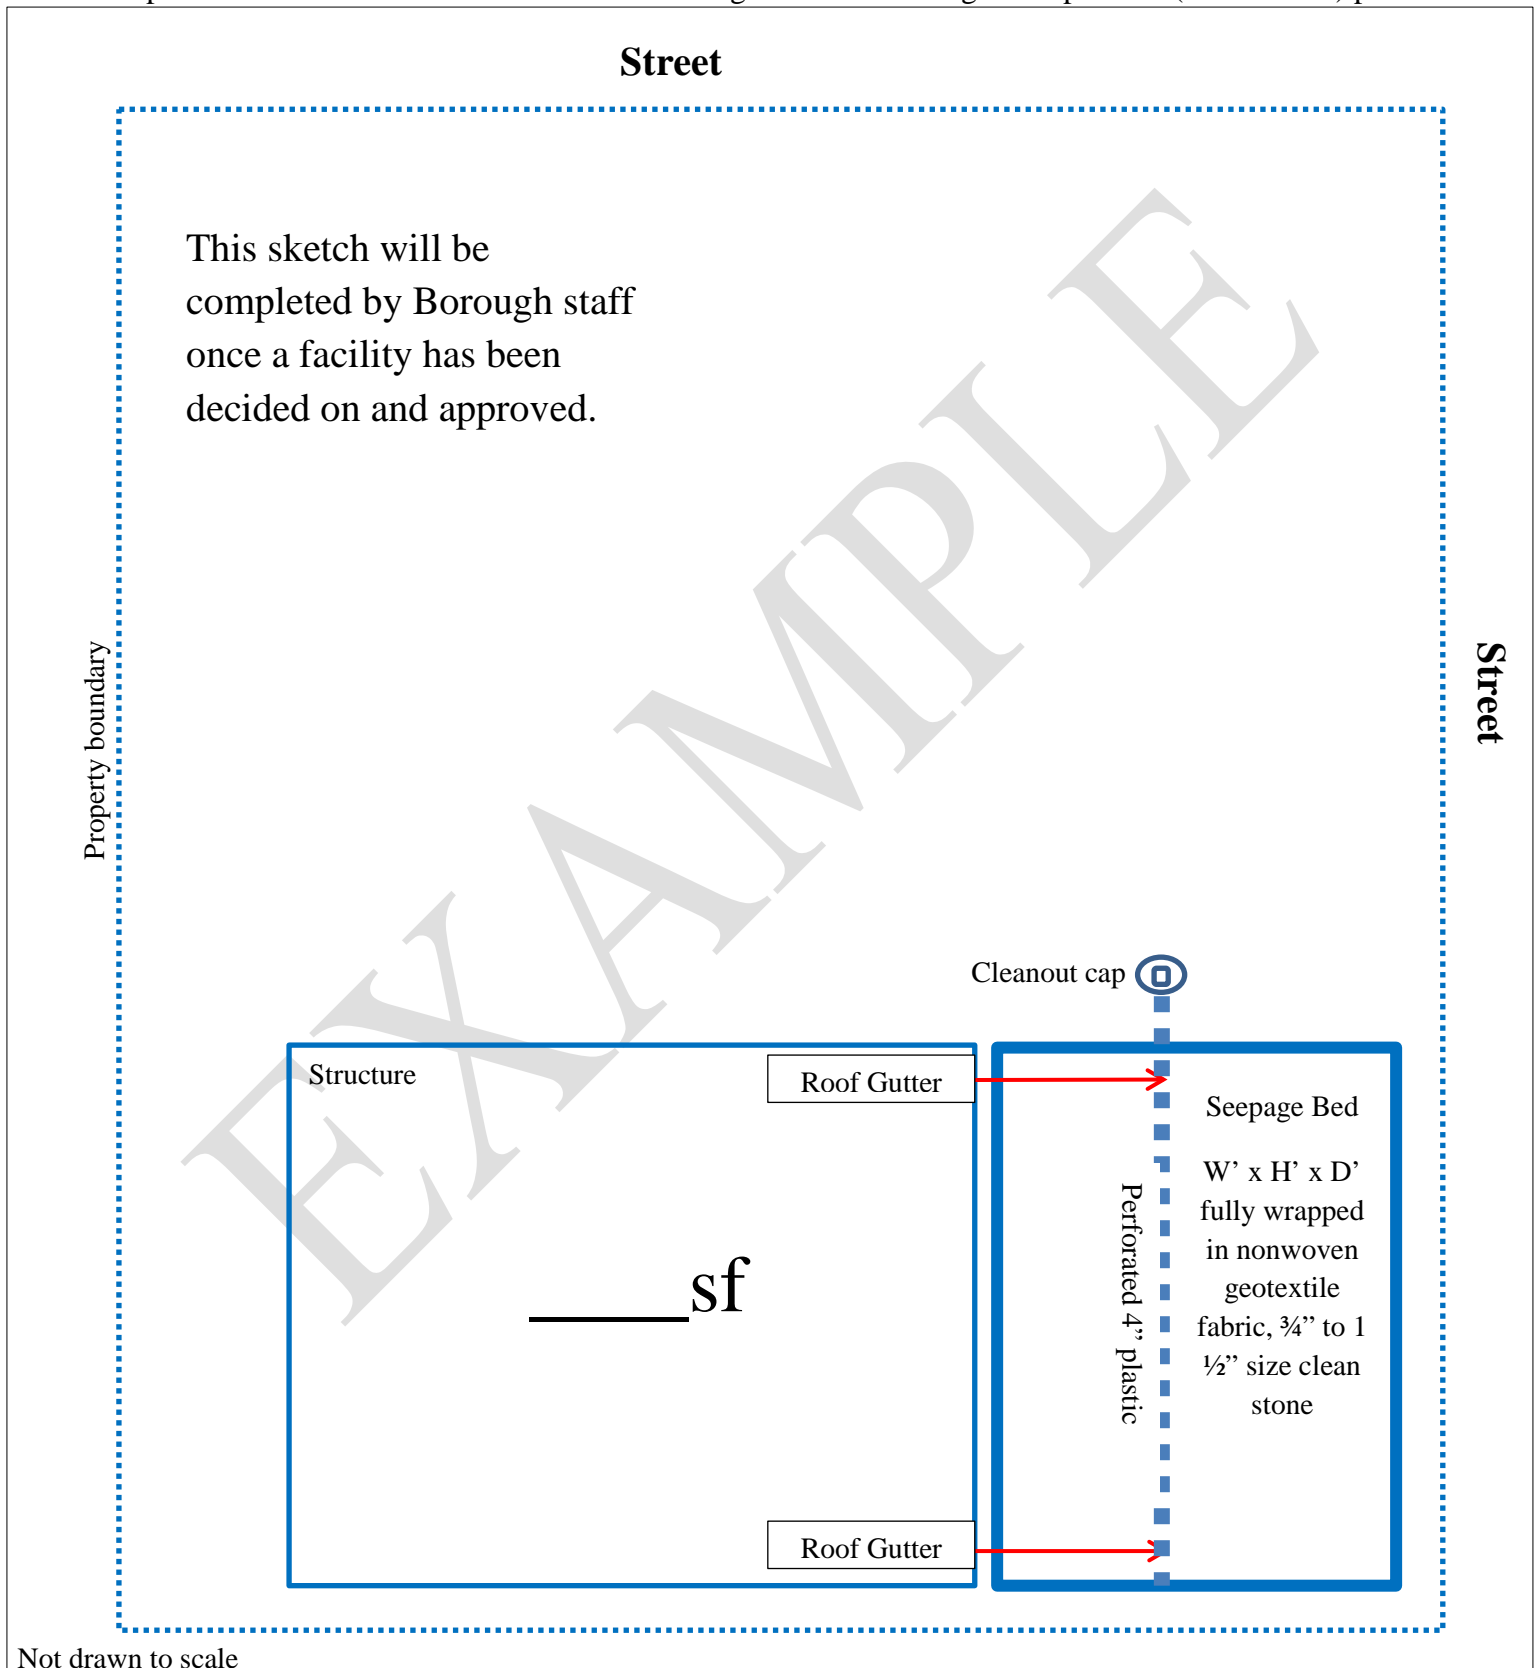 Street
This sketch will be
completed by Borough staff
once a facility has been
decided on and approved.
EXAMPLE
Property boundary
Street
Cleanout cap
Structure
Roof Gutter
Seepage Bed
W’ x H’ x D’
fully wrapped
in nonwoven
geotextile
fabric, ¾” to 1
½” size clean
stone
Perforated 4” plastic
____sf
Roof Gutter
Not drawn to scale